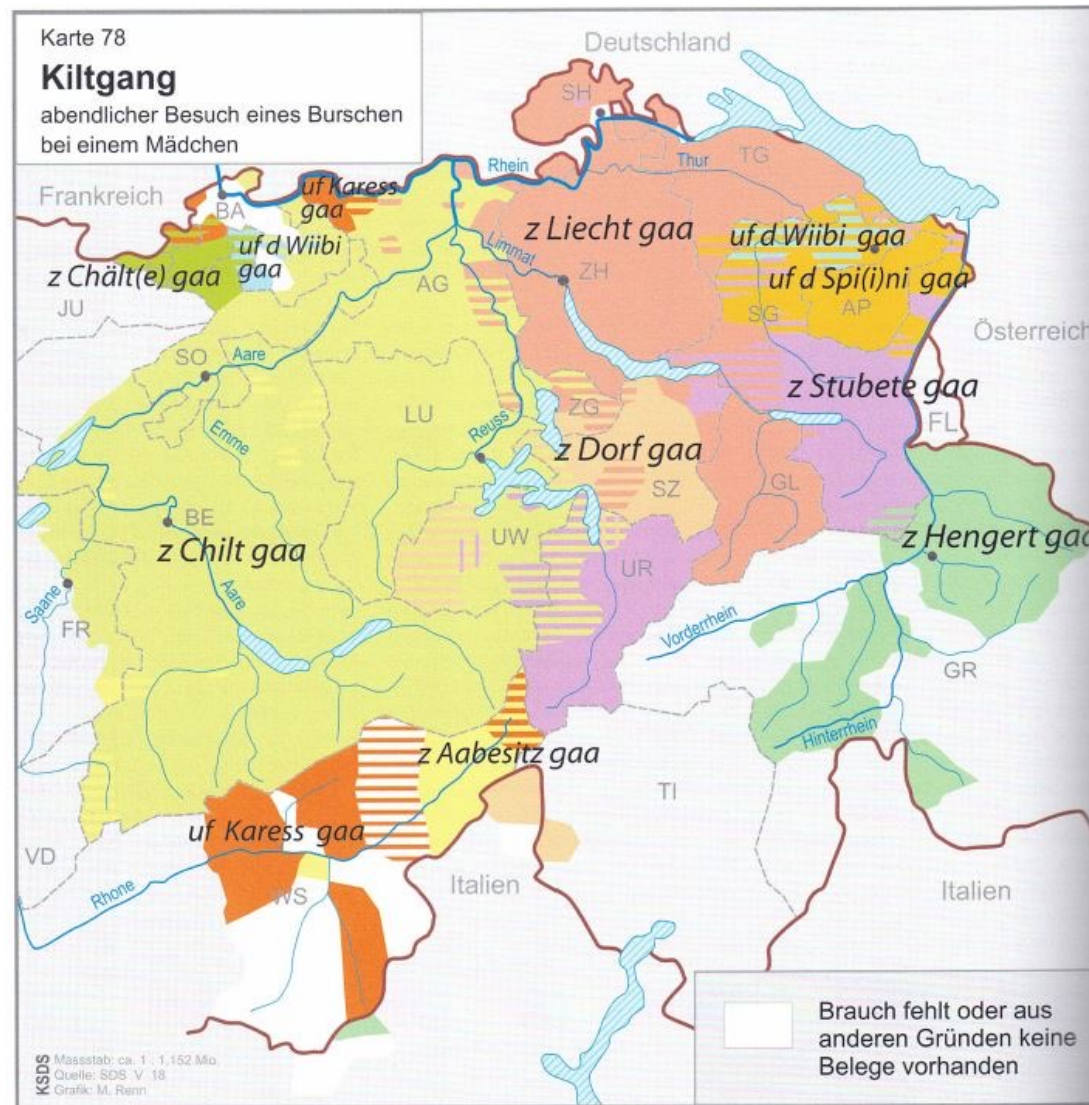 Karte 78
Kiltgang
abendlicher Besuch eines Burschen
bei einem Mädchen
Deutschland
SH
Rhein
Thur
TG
Frankreich
BA
uf Karess
gaa
uf d Wiibi
gaa
z Chält(e) gaa
JU
z Liecht gaa
Limmat
ZH
AG
uf d Wiibi gaa
uf d Spi(i)ni gaa
SG
AP
Österreich
SO
Aare
LU
Emme
Reuss
ZG
z Dorf gaa
SZ
GL
z Stubete gaa
FL
BE
z Chilt gaa
Aare
UW
UR
z Hengert gaa
Saane
FR
Vorderrhein
GR
Hinterrhein
z Aabesitz gaa
TI
uf Karess gaa
VD
Rhone
WS
Italien
Italien
Brauch fehlt oder aus
anderen Gründen keine
Belege vorhanden
KSDS
Massstab: ca. 1 : 1,152 Mio.
Quelle: SDS V 18
Grafik: M. Renn